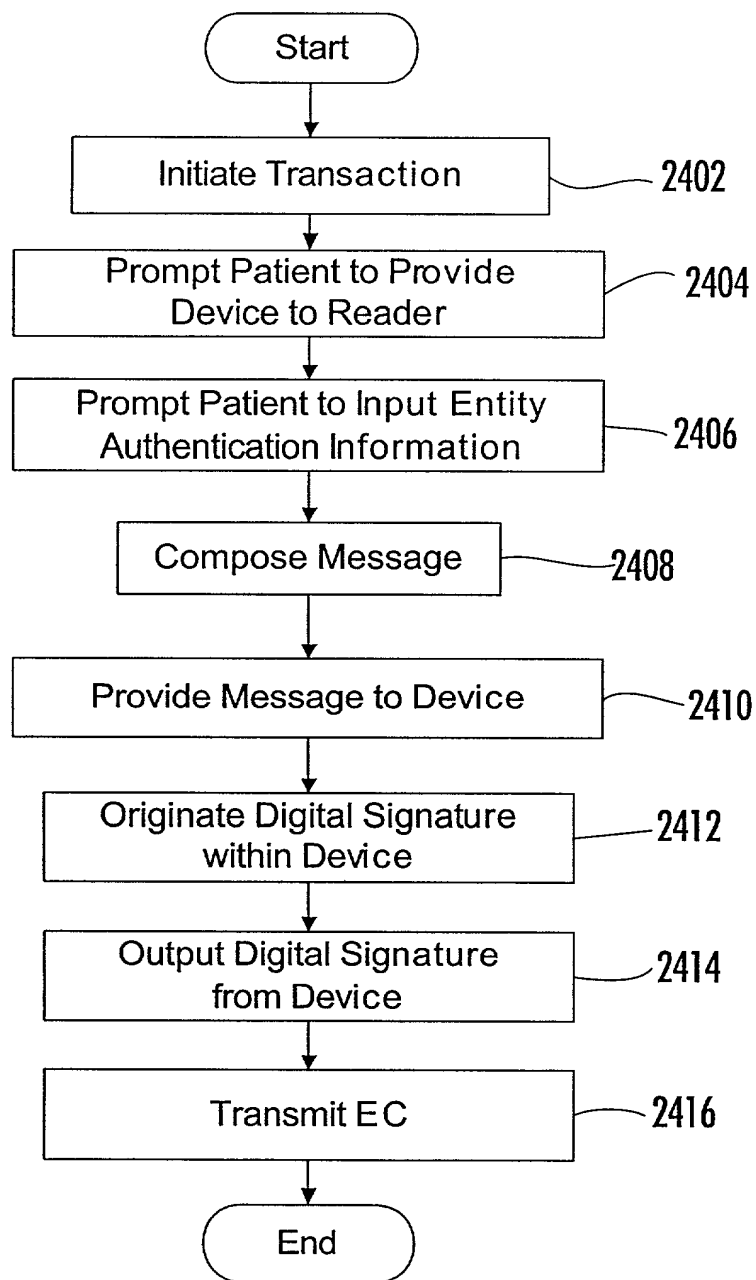 Start
Initiate Transaction
2402
Prompt Patient to Provide
Device to Reader
2404
Prompt Patient to Input Entity
Authentication Information
2406
Compose Message
2408
Provide Message to Device
2410
Originate Digital Signature
within Device
2412
Output Digital Signature
from Device
2414
Transmit EC
2416
End